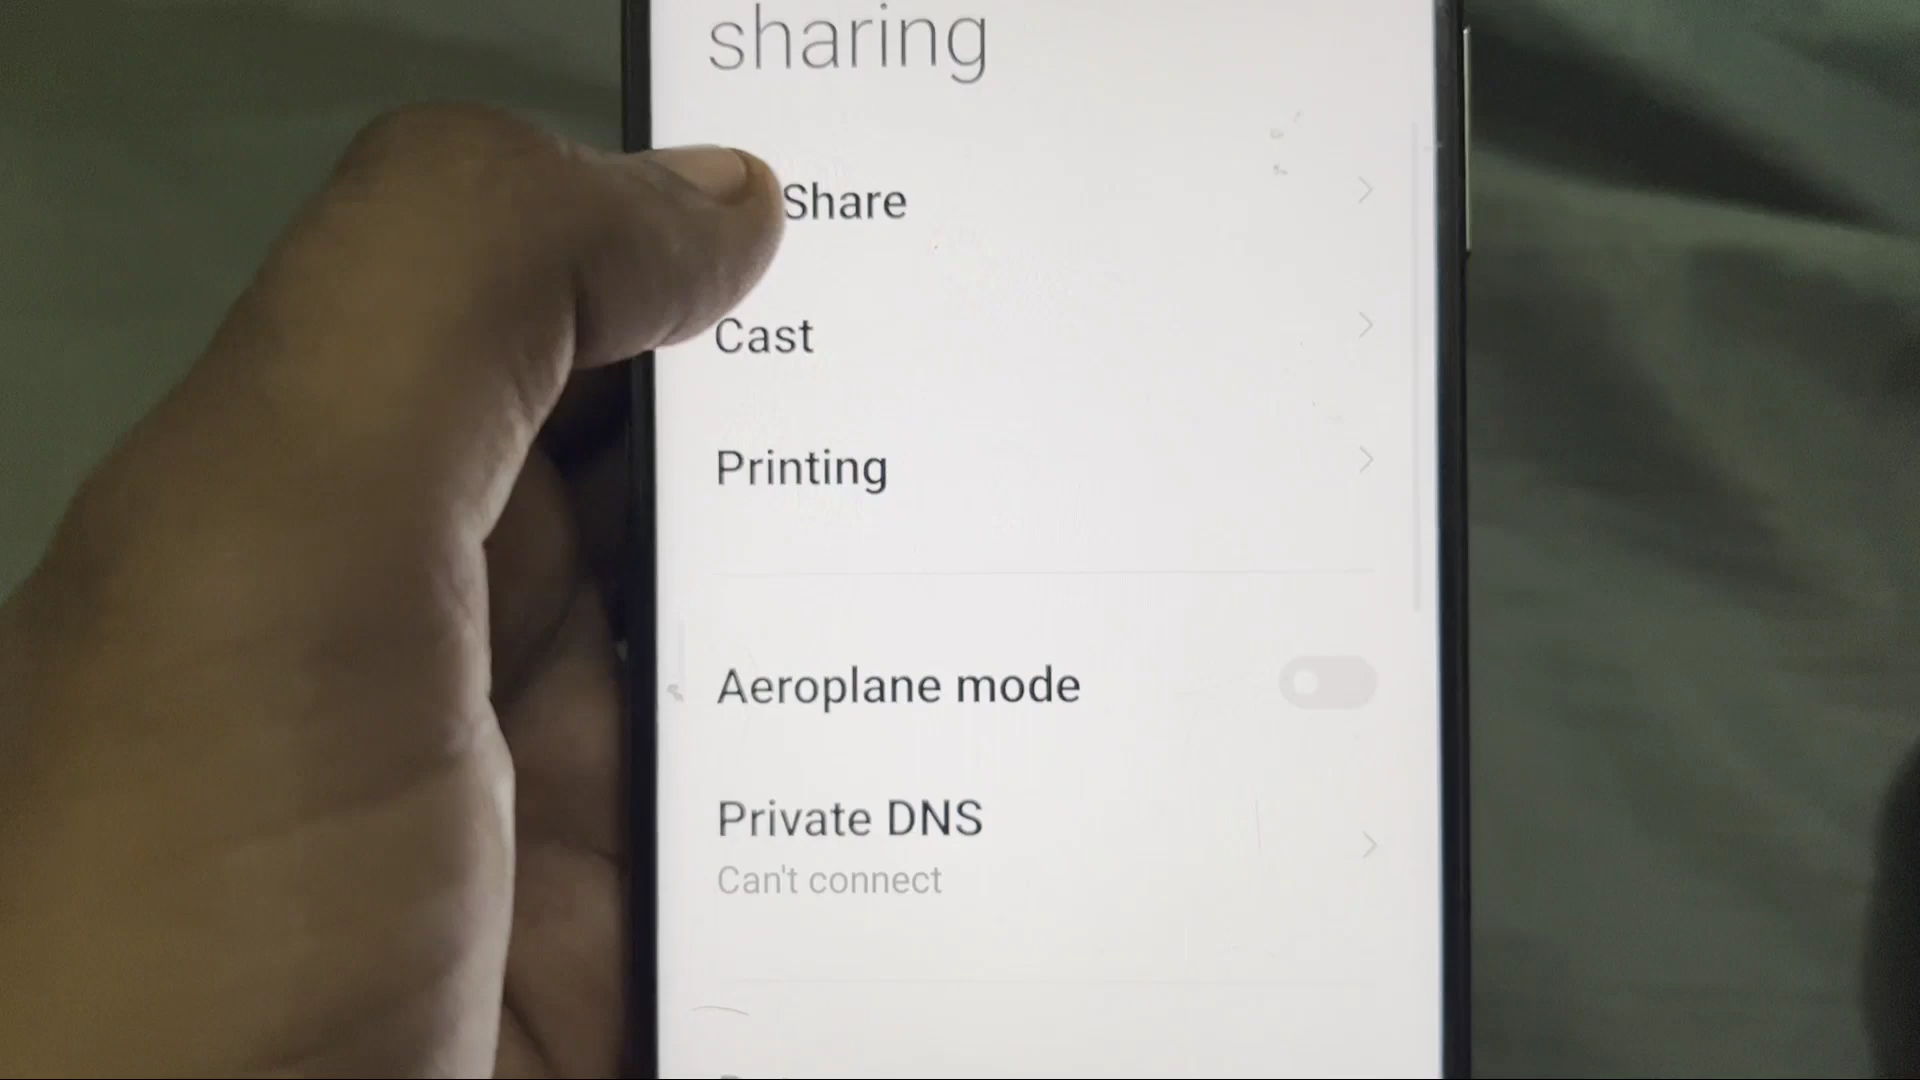 sharing
Share
Cast
Printing
Aeroplane mode
Private DNS
Can't connect